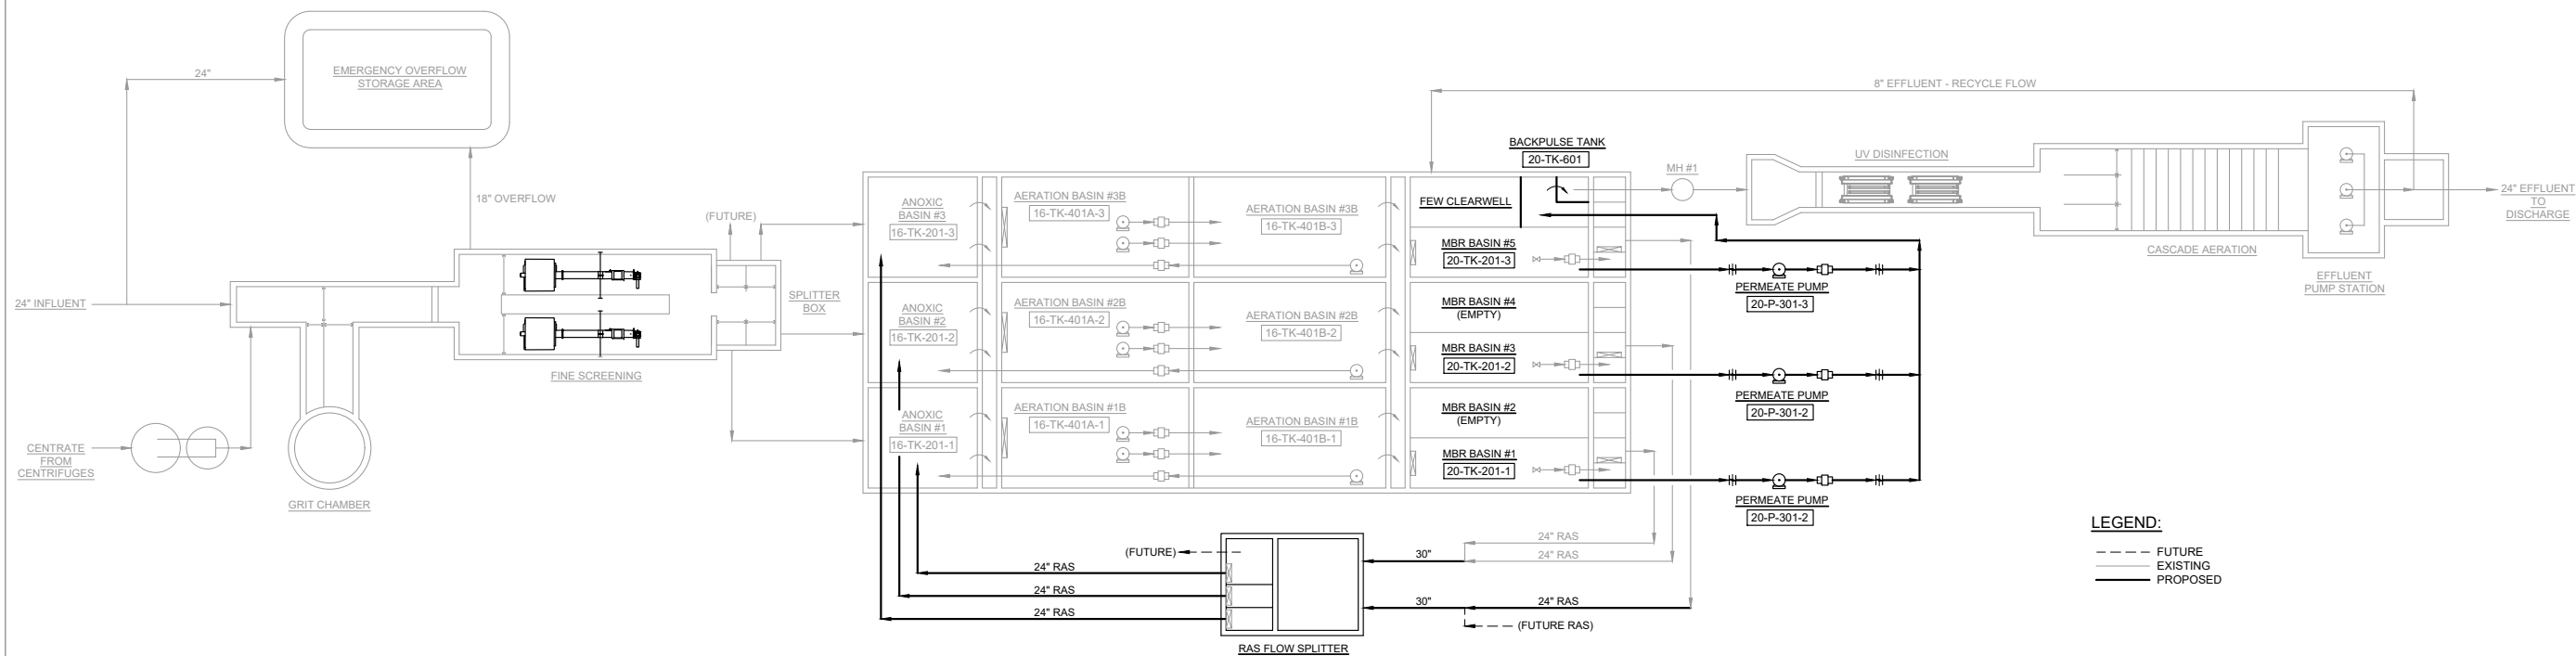 24"
EMERGENCY OVERFLOW
STORAGE AREA
18" OVERFLOW
24" INFLUENT
CENTRATE
FROM
CENTRIFUGES
GRIT CHAMBER
FINE SCREENING
(FUTURE)
SPLITTER
BOX
ANOXIC
BASIN #3
16-TK-201-3
AERATION BASIN #3B
16-TK-401A-3
AERATION BASIN #3B
16-TK-401B-3
ANOXIC
BASIN #2
16-TK-201-2
AERATION BASIN #2B
16-TK-401A-2
AERATION BASIN #2B
16-TK-401B-2
ANOXIC
BASIN #1
16-TK-201-1
AERATION BASIN #1B
16-TK-401A-1
AERATION BASIN #1B
16-TK-401B-1
BACKPULSE TANK
20-TK-601
FEW CLEARWELL
MBR BASIN #5
20-TK-201-3
MBR BASIN #4
(EMPTY)
MBR BASIN #3
20-TK-201-2
MBR BASIN #2
(EMPTY)
MBR BASIN #1
20-TK-201-1
8" EFFLUENT - RECYCLE FLOW
MH #1
UV DISINFECTION
CASCADE AERATION
EFFLUENT
PUMP STATION
24" EFFLUENT
TO
DISCHARGE
PERMEATE PUMP
20-P-301-3
PERMEATE PUMP
20-P-301-2
PERMEATE PUMP
20-P-301-2
(FUTURE)
24" RAS
24" RAS
24" RAS
30"
24" RAS
24" RAS
30"
24" RAS
(FUTURE RAS)
RAS FLOW SPLITTER
LEGEND:
FUTURE
EXISTING
PROPOSED